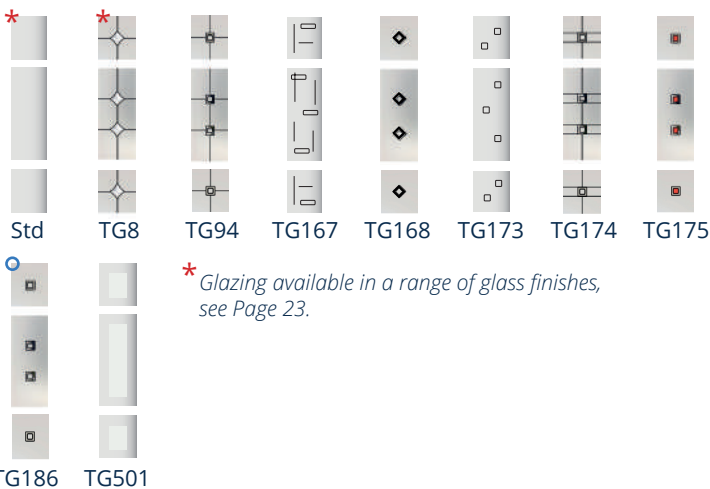 * *
Std TG8 TG94 TG167 TG168 TG173 TG174 TG175
* Glazing available in a range of glass finishes,
see Page 23.
TG186 TG501